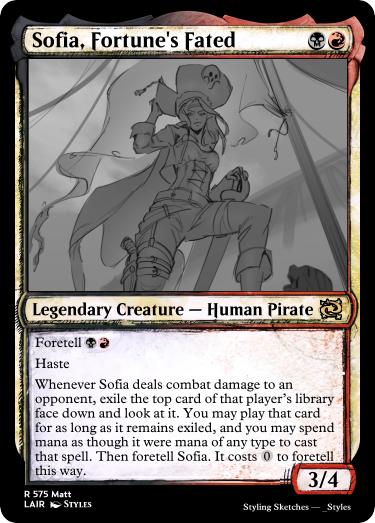 Sofia, Fortune's Fated
Legendary Creature — Human Pirate
Foretell
Haste
Whenever Sofia deals combat damage to an
opponent, exile the top card of that player's library
face down and look at it. You may play that card
for as long as it remains exiled, and you may spend
mana as though it were mana of any type to cast
that spell. Then foretell Sofia. It costs 0 to foretell
this way.
3/4
R 575 Matt
LAIR Styles
Styling Sketches — _Styles